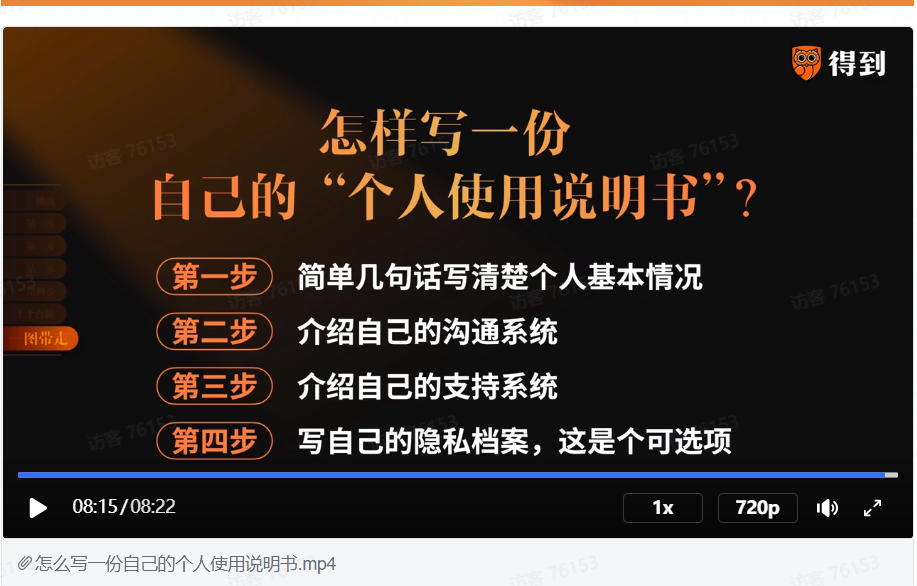 得到
怎样写一份
自己的“个人使用说明书”？
第一步 简单几句话写清楚个人基本情况
第二步 介绍自己的沟通系统
第三步 介绍自己的支持系统
一图带走
第四步 写自己的隐私档案，这是个可选项
08:15/08:22 1x 720p
怎么写一份自己的个人使用说明书.mp4
访客 76153